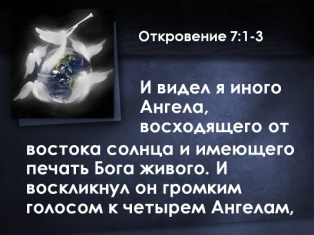 Откровение 7:1-3
И видел я иного
Ангела,
восходящего от
востока солнца и имеющего
печать Бога живого. И
воскликнул он громким
голосом к четырем Ангелам,